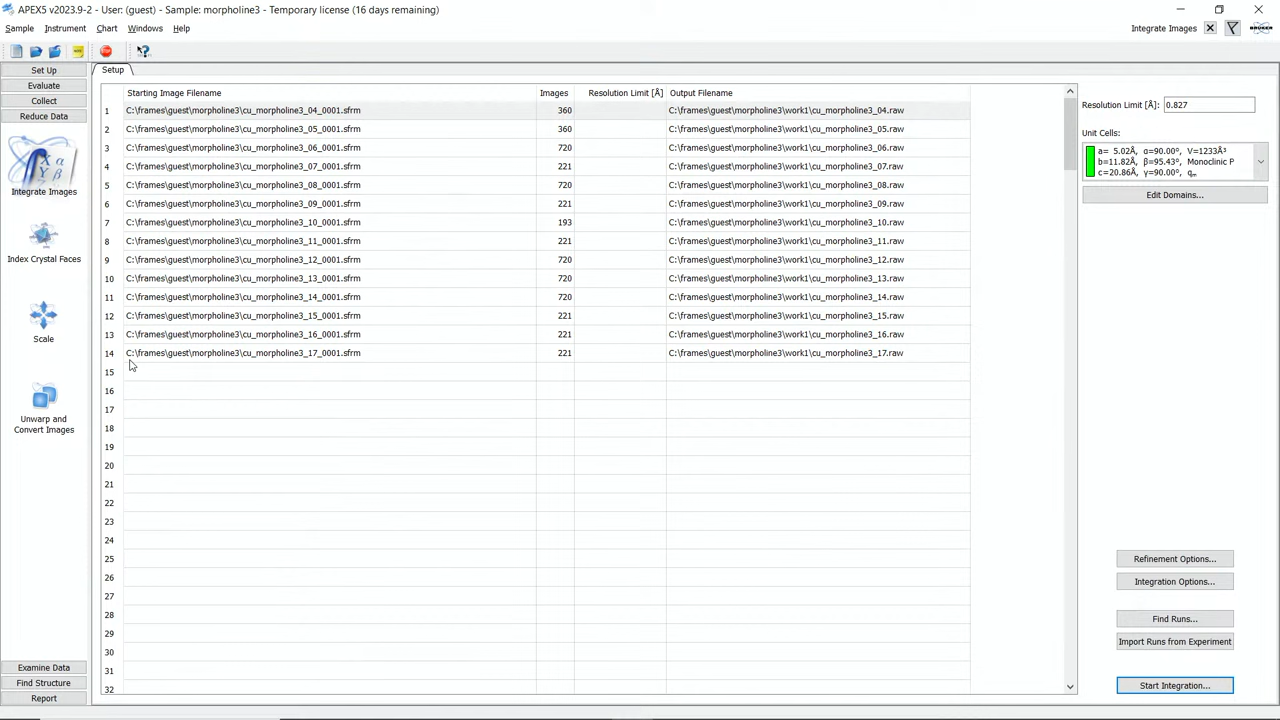 APEX5 v2023.9-2 - User: (guest) - Sample: morpholine3 - Temporary license (16 days remaining)
Sample Instrument Chart Windows Help
Integrate Images
BRUKER
Set Up
Evaluate
Collect
Reduce Data
Integrate Images
Index Crystal Faces
Scale
Unwarp and
Convert Images
Examine Data
Find Structure
Report
Setup
Starting Image Filename Images Resolution Limit [Å] Output Filename
1 C:\frames\guest\morpholine3\cu_morpholine3_04_0001.sfrm 360 C:\frames\guest\morpholine3\work1\cu_morpholine3_04.raw
2 C:\frames\guest\morpholine3\cu_morpholine3_05_0001.sfrm 360 C:\frames\guest\morpholine3\work1\cu_morpholine3_05.raw
3 C:\frames\guest\morpholine3\cu_morpholine3_06_0001.sfrm 720 C:\frames\guest\morpholine3\work1\cu_morpholine3_06.raw
4 C:\frames\guest\morpholine3\cu_morpholine3_07_0001.sfrm 221 C:\frames\guest\morpholine3\work1\cu_morpholine3_07.raw
5 C:\frames\guest\morpholine3\cu_morpholine3_08_0001.sfrm 720 C:\frames\guest\morpholine3\work1\cu_morpholine3_08.raw
6 C:\frames\guest\morpholine3\cu_morpholine3_09_0001.sfrm 221 C:\frames\guest\morpholine3\work1\cu_morpholine3_09.raw
7 C:\frames\guest\morpholine3\cu_morpholine3_10_0001.sfrm 193 C:\frames\guest\morpholine3\work1\cu_morpholine3_10.raw
8 C:\frames\guest\morpholine3\cu_morpholine3_11_0001.sfrm 221 C:\frames\guest\morpholine3\work1\cu_morpholine3_11.raw
9 C:\frames\guest\morpholine3\cu_morpholine3_12_0001.sfrm 720 C:\frames\guest\morpholine3\work1\cu_morpholine3_12.raw
10 C:\frames\guest\morpholine3\cu_morpholine3_13_0001.sfrm 720 C:\frames\guest\morpholine3\work1\cu_morpholine3_13.raw
11 C:\frames\guest\morpholine3\cu_morpholine3_14_0001.sfrm 720 C:\frames\guest\morpholine3\work1\cu_morpholine3_14.raw
12 C:\frames\guest\morpholine3\cu_morpholine3_15_0001.sfrm 221 C:\frames\guest\morpholine3\work1\cu_morpholine3_15.raw
13 C:\frames\guest\morpholine3\cu_morpholine3_16_0001.sfrm 221 C:\frames\guest\morpholine3\work1\cu_morpholine3_16.raw
14 C:\frames\guest\morpholine3\cu_morpholine3_17_0001.sfrm 221 C:\frames\guest\morpholine3\work1\cu_morpholine3_17.raw
15
16
17
18
19
20
21
22
23
24
25
26
27
28
29
30
31
32
Resolution Limit [Å]: 0.827
Unit Cells:
a= 5.02Å, α=90.00º, V=1233Å³
b=11.82Å, β=95.43º, Monoclinic P
c=20.86Å, γ=90.00º, qm
Edit Domains...
Refinement Options...
Integration Options...
Find Runs...
Import Runs from Experiment
Start Integration...